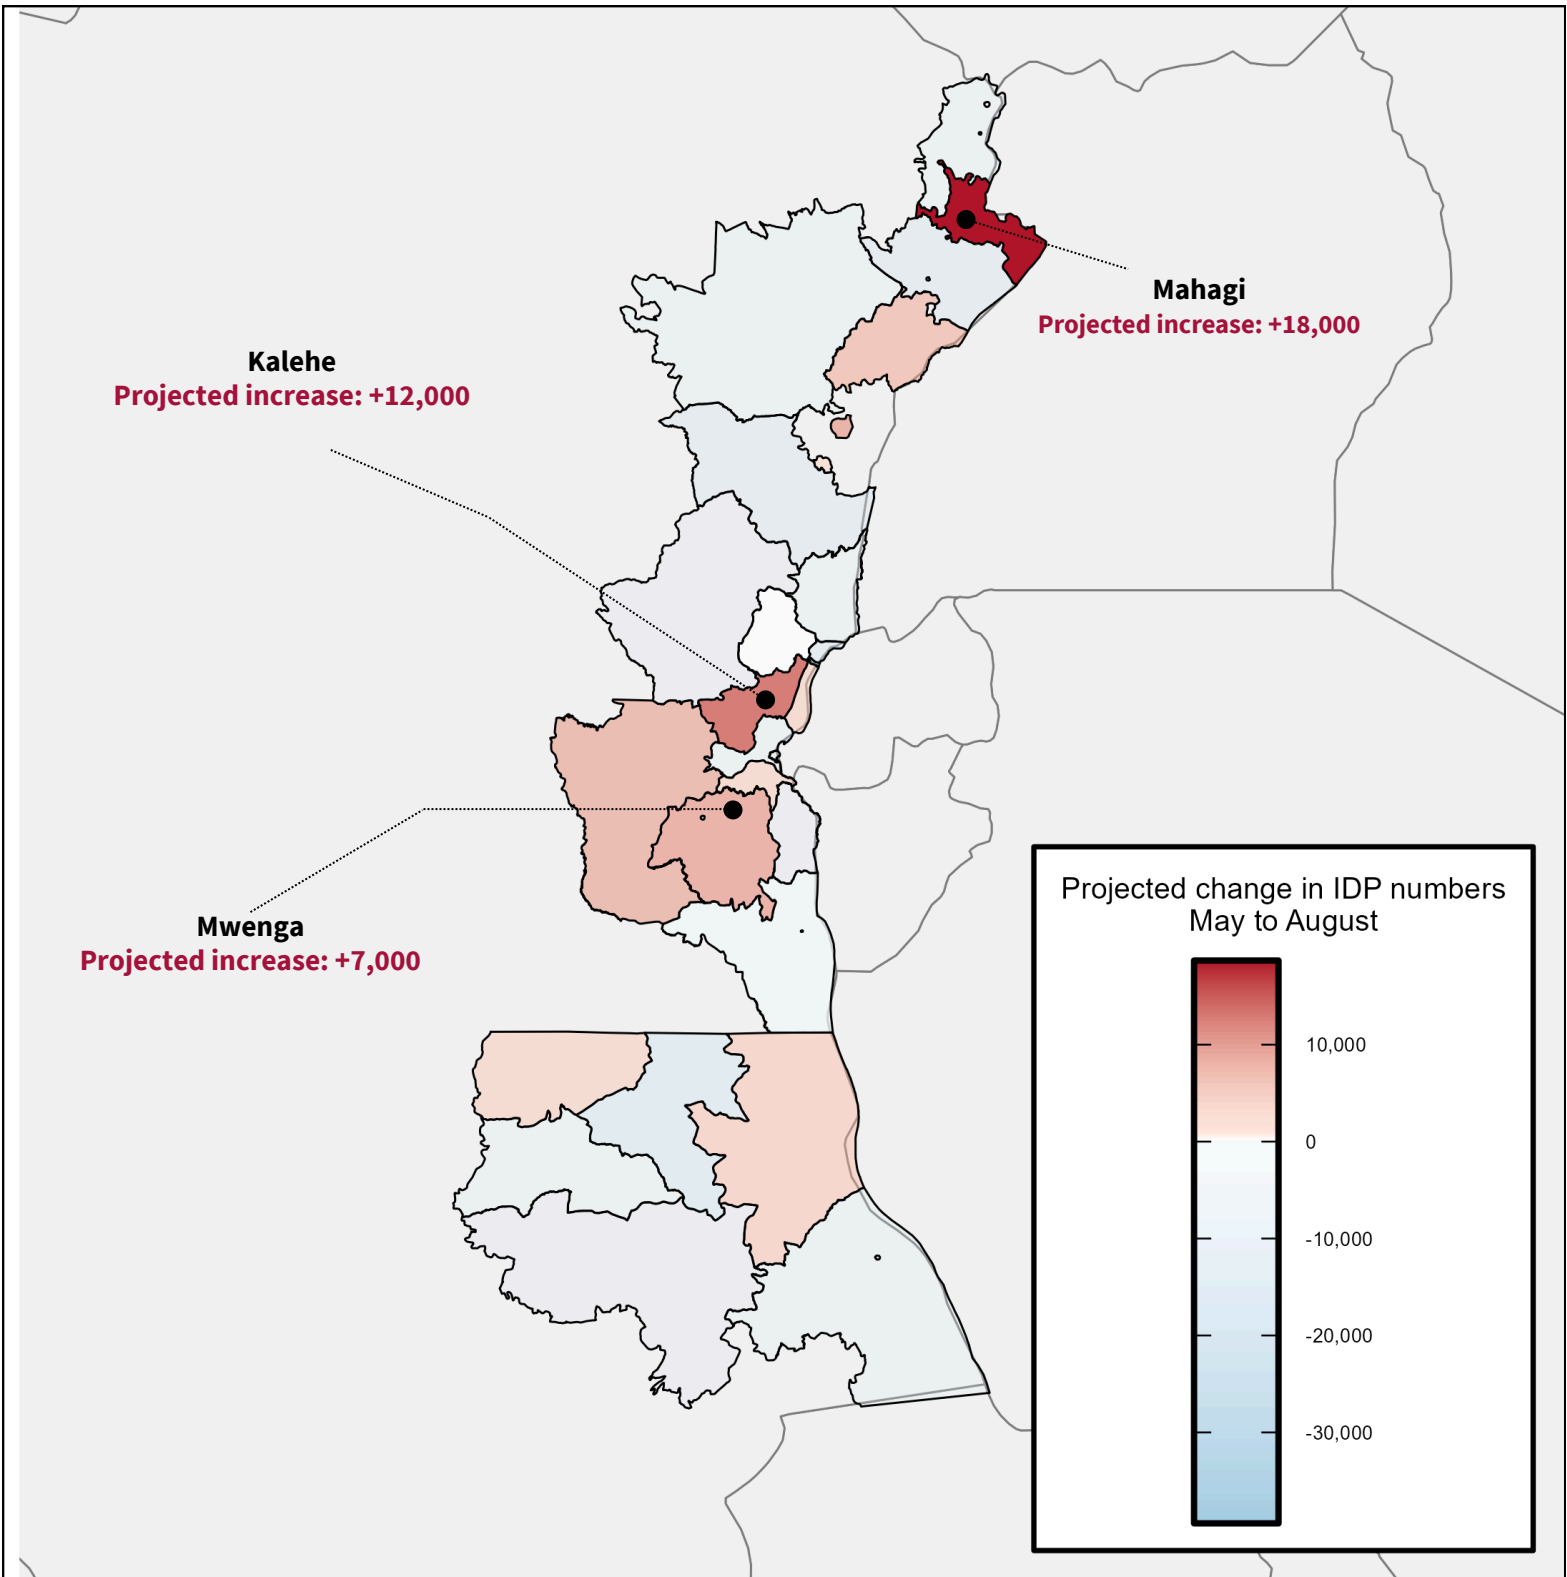 Mahagi
Projected increase: +18,000
Kalehe
Projected increase: +12,000
Mwenga
Projected increase: +7,000
Projected change in IDP numbers
May to August
10,000
0
-10,000
-20,000
-30,000